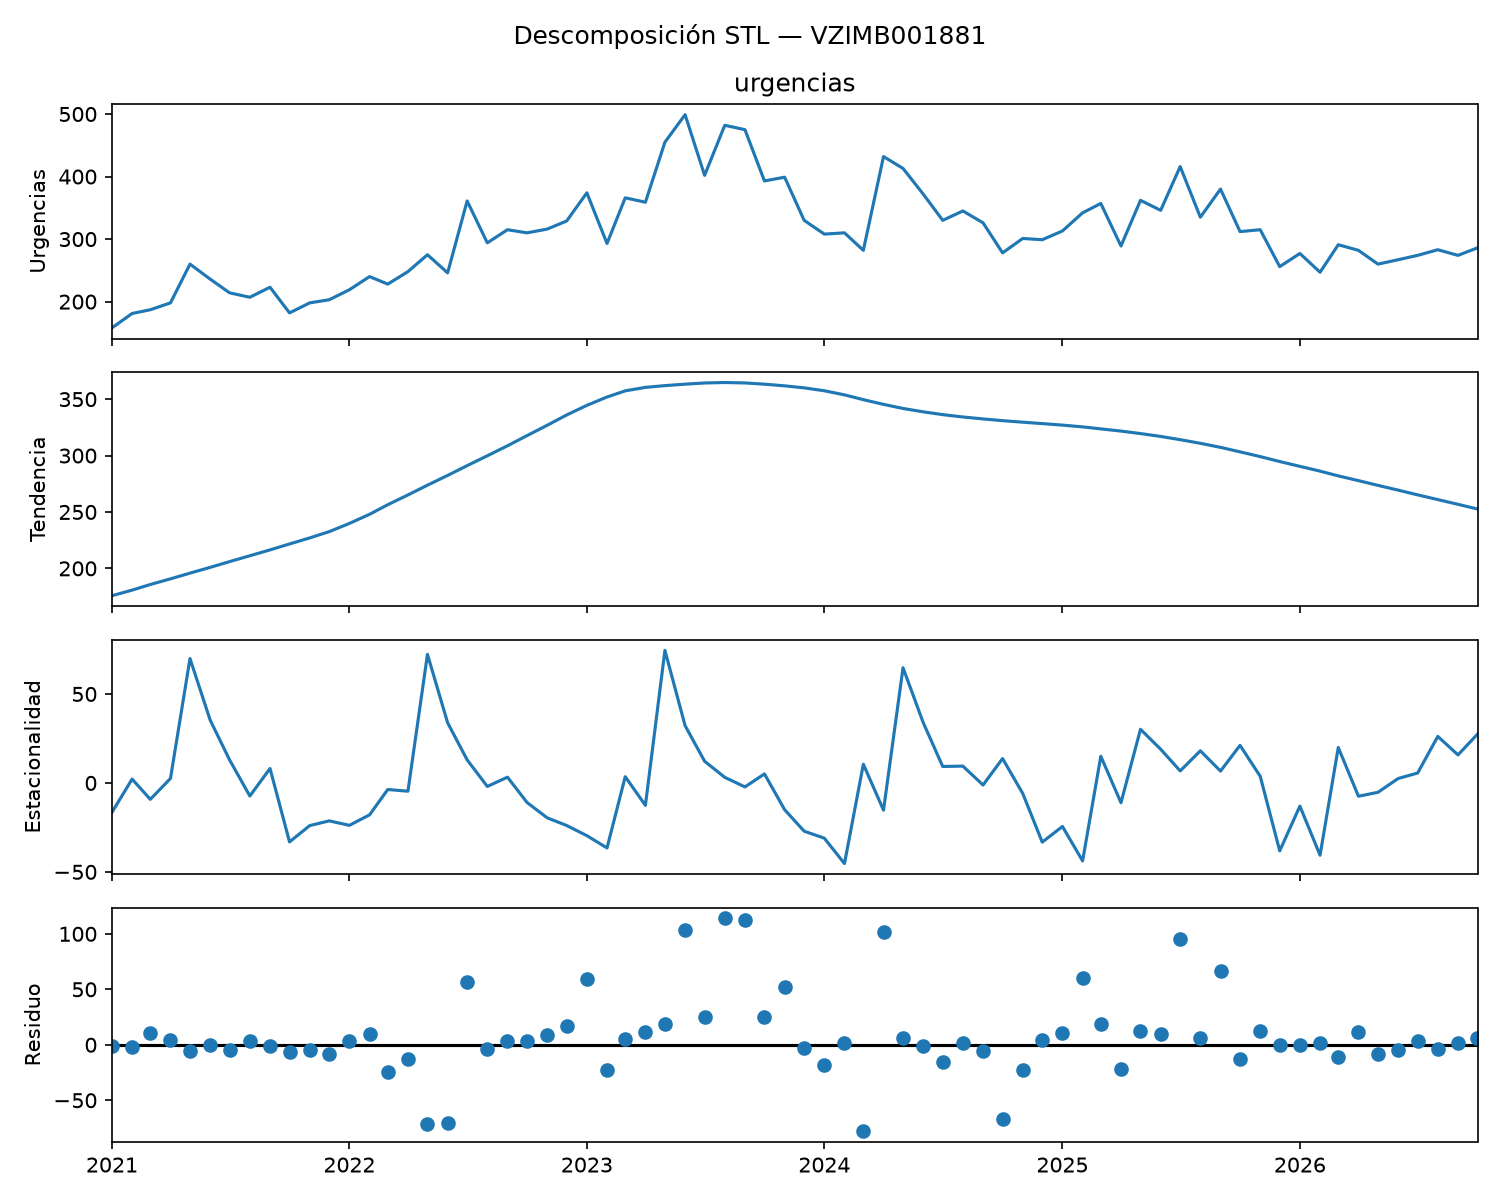 Descomposición STL — VZIMB001881
urgencias
500
400
300
200
Urgencias
350
300
250
200
Tendencia
50
0
−50
Estacionalidad
100
50
0
−50
Residuo
2021 2022 2023 2024 2025 2026